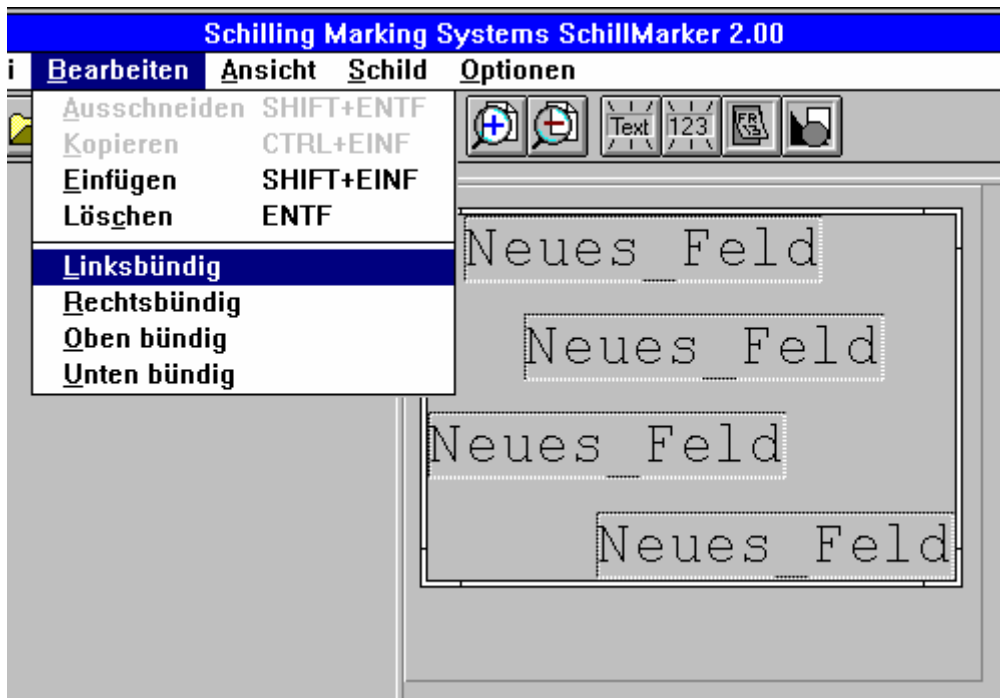 Schilling Marking Systems SchillMarker 2.00
i Bearbeiten Ansicht Schild Optionen
Ausschneiden SHIFT+ENTF
Kopieren CTRL+EINF
Einfügen SHIFT+EINF
Löschen ENTF
Linksbündig
Rechtsbündig
Oben bündig
Unten bündig
Text 123 FR
Neues_Feld
Neues_Feld
Neues_Feld
Neues_Feld